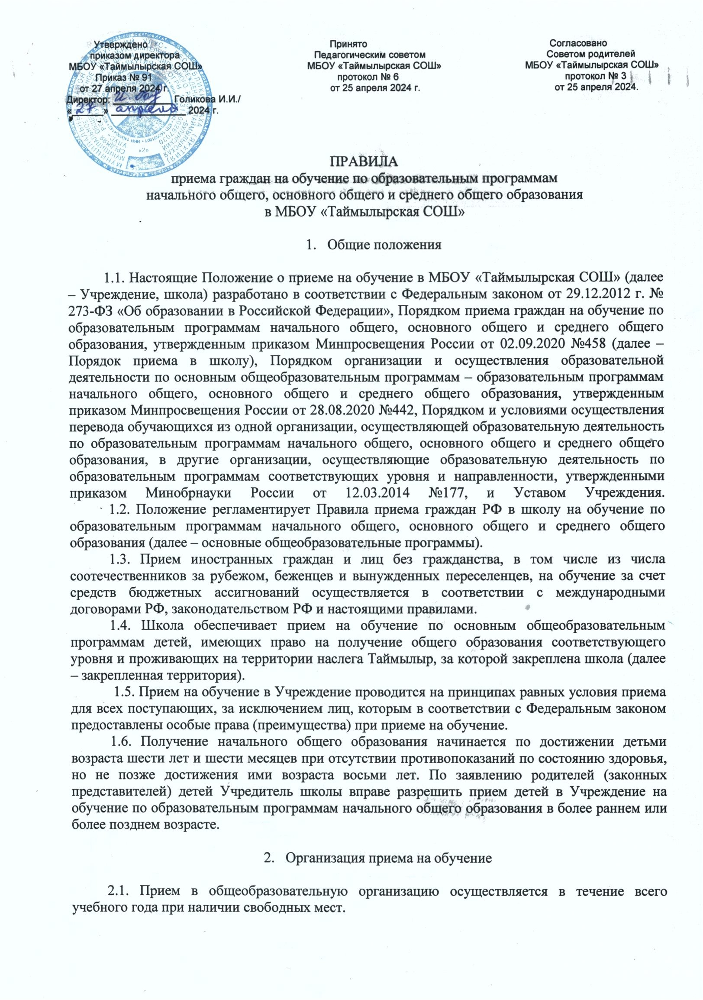 Утверждено
приказом директора
МБОУ «Таймылырская СОШ»
Приказ № 91
от 27 апреля 2024 г.
Директор: ____________ Голикова И.И./
«27» апреля 2024 г.
Принято
Педагогическим советом
МБОУ «Таймылырская СОШ»
протокол № 6
от 25 апреля 2024 г.
Согласовано
Советом родителей
МБОУ «Таймылырская СОШ»
протокол № 3
от 25 апреля 2024.
«2»
ПРАВИЛА
приема граждан на обучение по образовательным программам
начального общего, основного общего и среднего общего образования
в МБОУ «Таймылырская СОШ»
1. Общие положения
1.1. Настоящие Положение о приеме на обучение в МБОУ «Таймылырская СОШ» (далее
– Учреждение, школа) разработано в соответствии с Федеральным законом от 29.12.2012 г. №
273-ФЗ «Об образовании в Российской Федерации», Порядком приема граждан на обучение по
образовательным программам начального общего, основного общего и среднего общего
образования, утвержденным приказом Минпросвещения России от 02.09.2020 №458 (далее –
Порядок приема в школу), Порядком организации и осуществления образовательной
деятельности по основным общеобразовательным программам – образовательным программам
начального общего, основного общего и среднего общего образования, утвержденным
приказом Минпросвещения России от 28.08.2020 №442, Порядком и условиями осуществления
перевода обучающихся из одной организации, осуществляющей образовательную деятельность
по образовательным программам начального общего, основного общего и среднего общего
образования, в другие организации, осуществляющие образовательную деятельность по
образовательным программам соответствующих уровня и направленности, утвержденными
приказом Минобрнауки России от 12.03.2014 №177, и Уставом Учреждения.
1.2. Положение регламентирует Правила приема граждан РФ в школу на обучение по
образовательным программам начального общего, основного общего и среднего общего
образования (далее – основные общеобразовательные программы).
1.3. Прием иностранных граждан и лиц без гражданства, в том числе из числа
соотечественников за рубежом, беженцев и вынужденных переселенцев, на обучение за счет
средств бюджетных ассигнований осуществляется в соответствии с международными
договорами РФ, законодательством РФ и настоящими правилами.
1.4. Школа обеспечивает прием на обучение по основным общеобразовательным
программам детей, имеющих право на получение общего образования соответствующего
уровня и проживающих на территории наслега Таймылыр, за которой закреплена школа (далее
– закрепленная территория).
1.5. Прием на обучение в Учреждение проводится на принципах равных условия приема
для всех поступающих, за исключением лиц, которым в соответствии с Федеральным законом
предоставлены особые права (преимущества) при приеме на обучение.
1.6. Получение начального общего образования начинается по достижении детьми
возраста шести лет и шести месяцев при отсутствии противопоказаний по состоянию здоровья,
но не позже достижения ими возраста восьми лет. По заявлению родителей (законных
представителей) детей Учредитель школы вправе разрешить прием детей в Учреждение на
обучение по образовательным программам начального общего образования в более раннем или
более позднем возрасте.
2. Организация приема на обучение
2.1. Прием в общеобразовательную организацию осуществляется в течение всего
учебного года при наличии свободных мест.